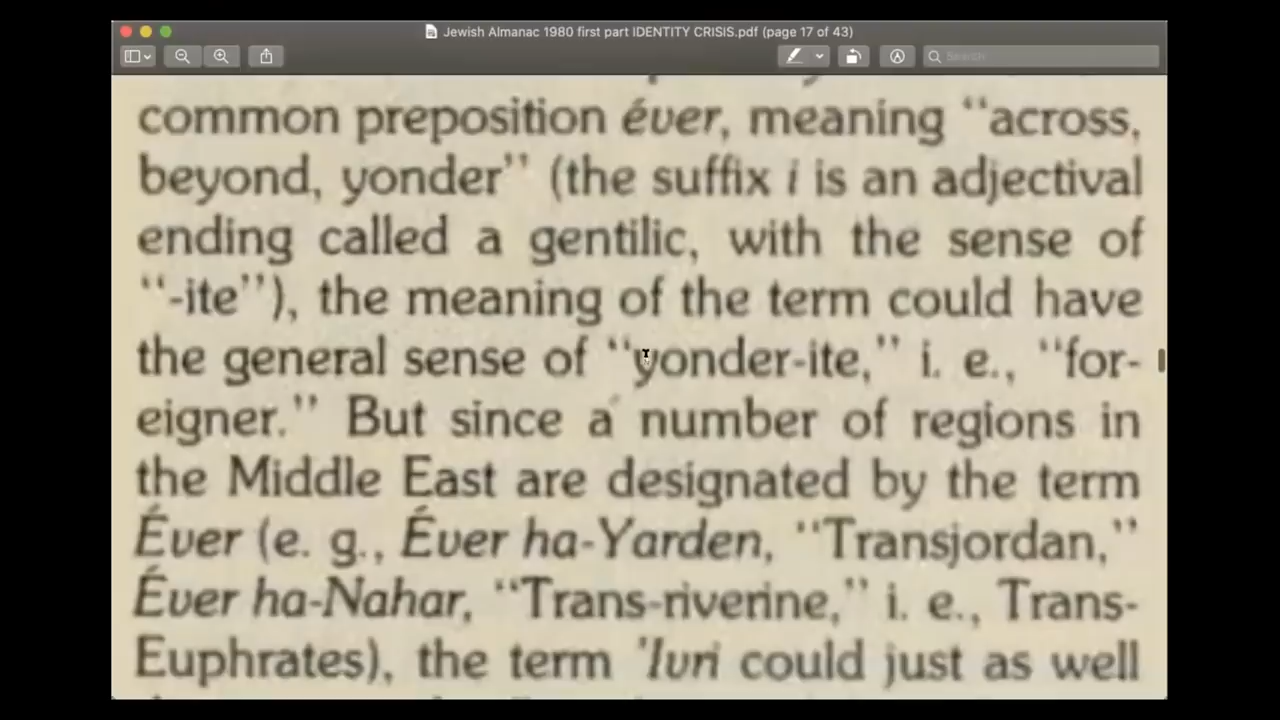 Jewish Almanac 1980 first part IDENTITY CRISIS.pdf (page 17 of 43)
Search
common preposition éver, meaning “across,
beyond, yonder” (the suffix i is an adjectival
ending called a gentilic, with the sense of
“-ite”), the meaning of the term could have
the general sense of “yonder-ite,” i. e., “for-
eigner.” But since a number of regions in
the Middle East are designated by the term
Éver (e. g., Éver ha-Yarden, “Transjordan,”
Éver ha-Nahar, “Trans-riverine,” i. e., Trans-
Euphrates), the term 'Ivri could just as well